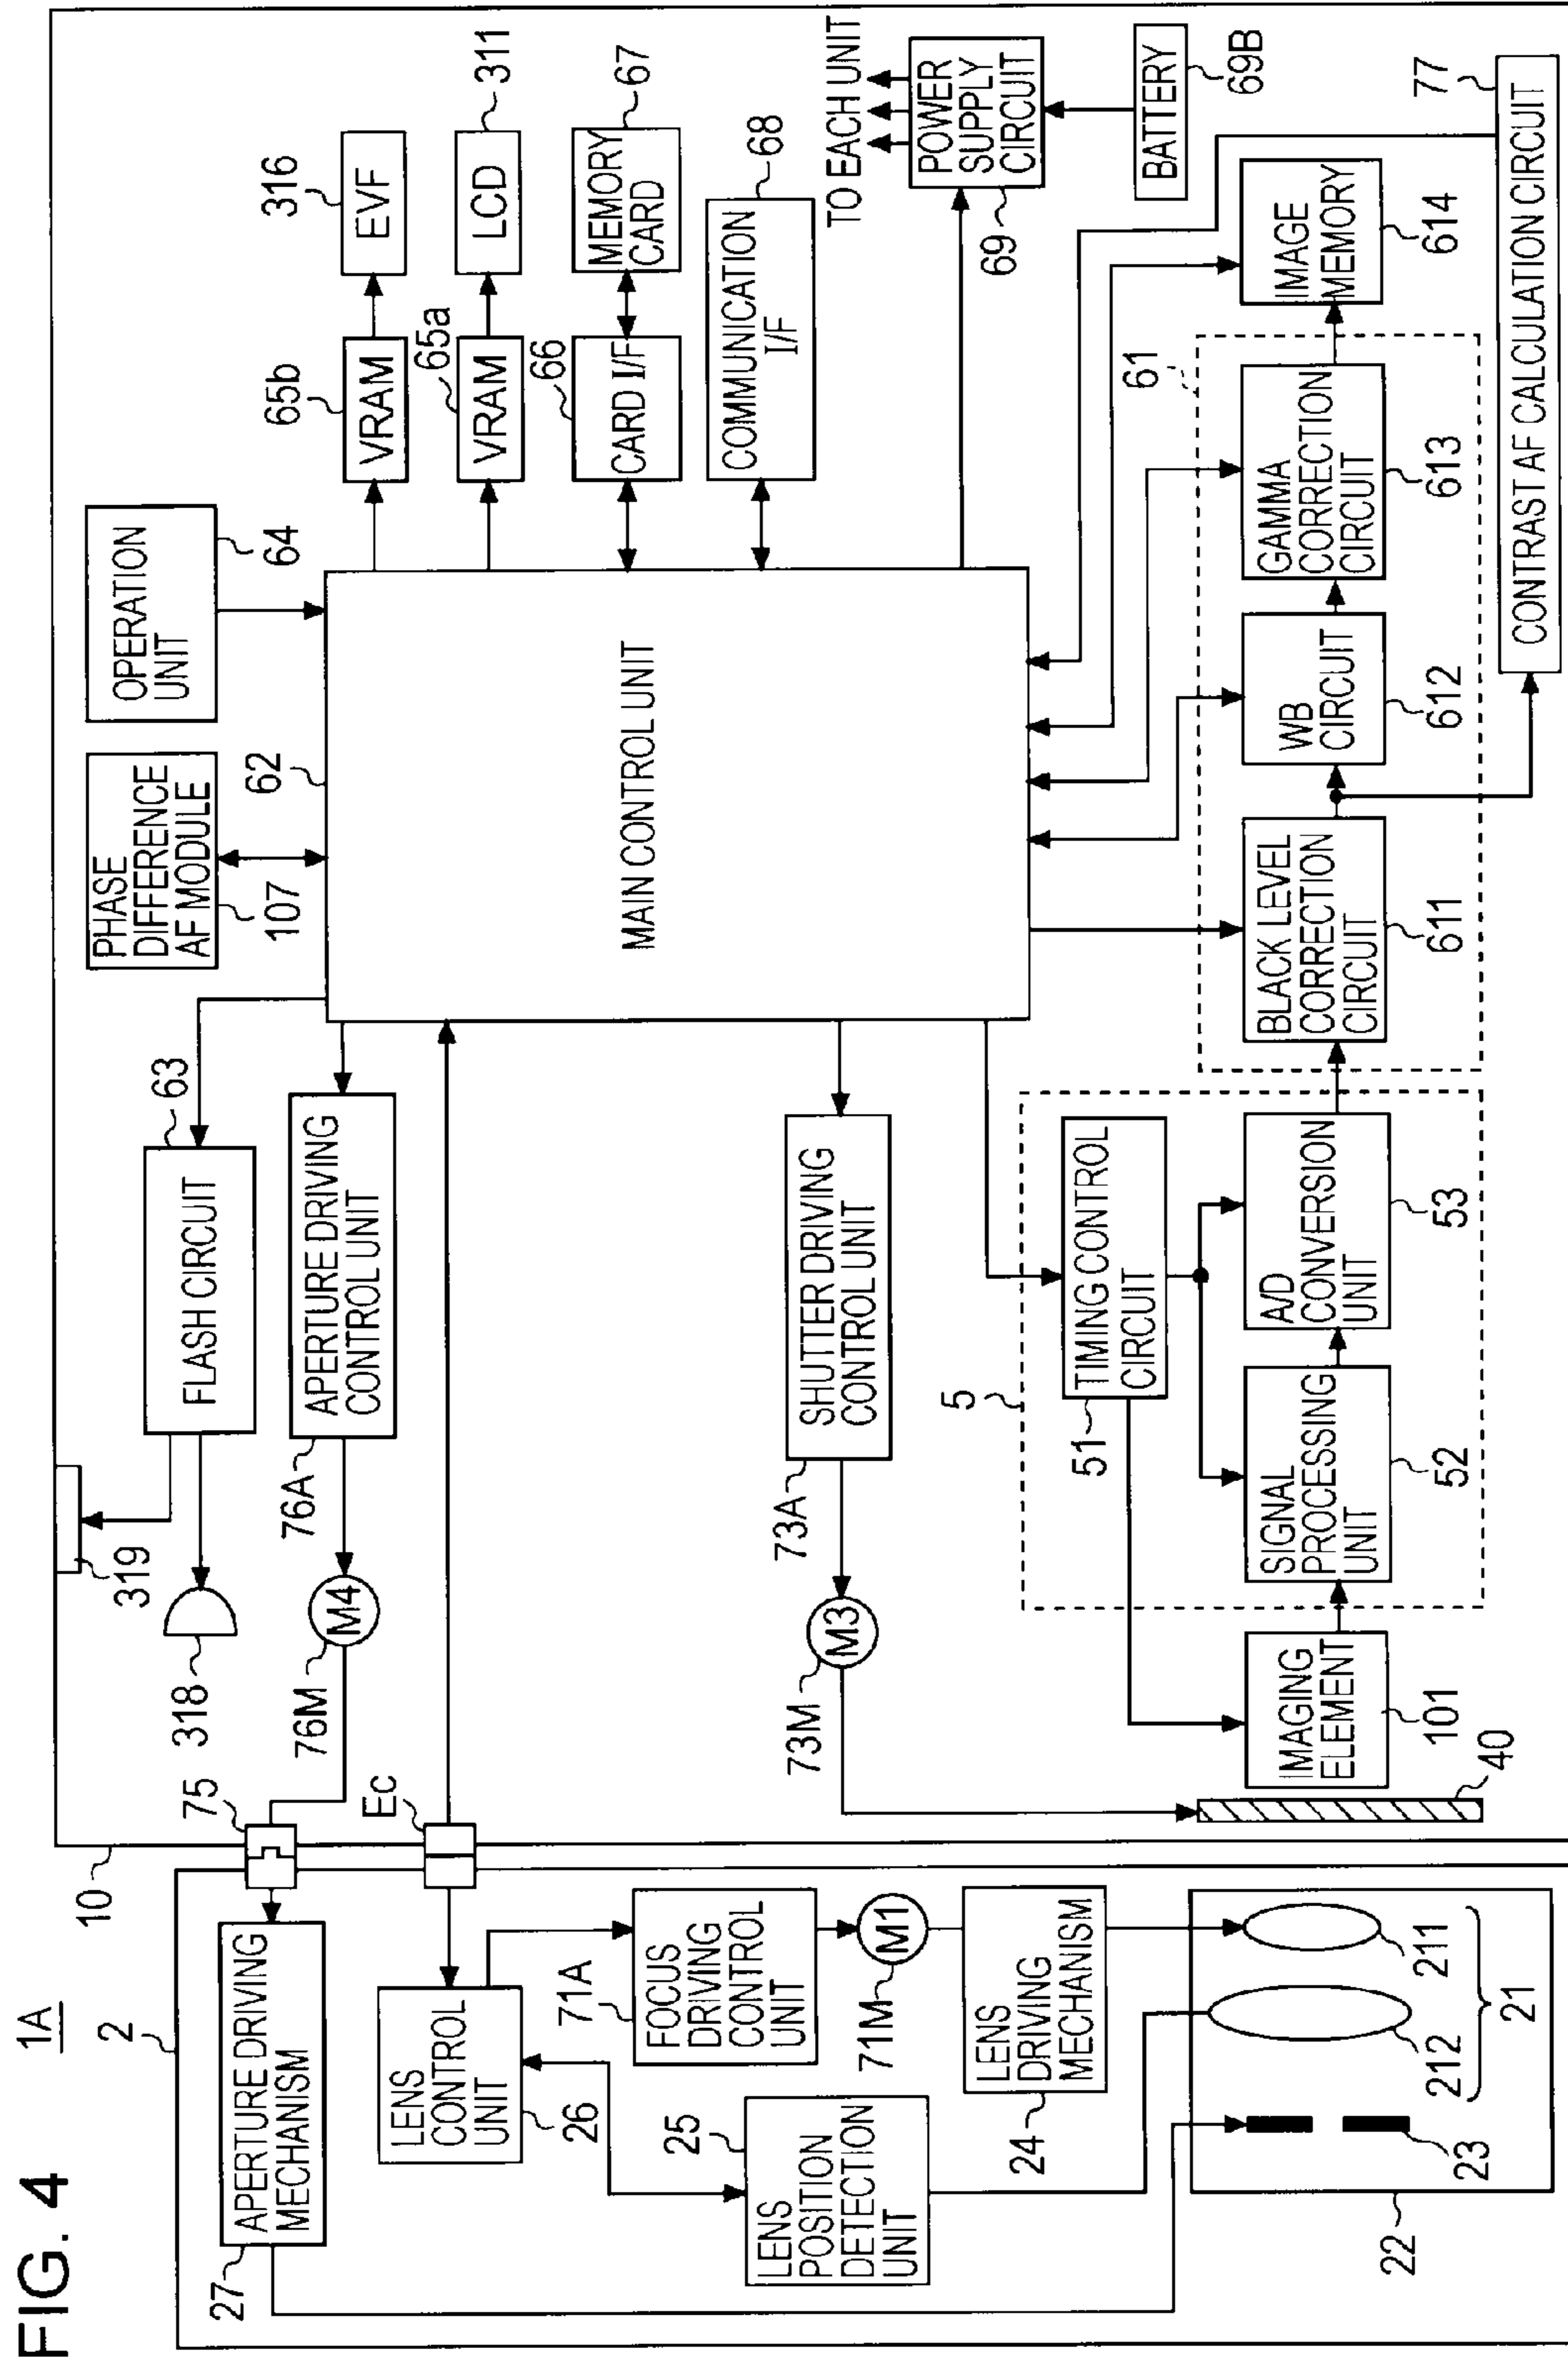 FIG. 4
1A
2
10
27
APERTURE DRIVING
MECHANISM
75
76M
M4
76A
APERTURE DRIVING
CONTROL UNIT
318
319
63
FLASH CIRCUIT
PHASE
DIFFERENCE
AF MODULE
107
OPERATION
UNIT
64
62
MAIN CONTROL UNIT
65b
VRAM
316
EVF
65a
VRAM
311
LCD
66
CARD I/F
67
MEMORY
CARD
68
COMMUNICATION
I/F
TO EACH UNIT
69
POWER
SUPPLY
CIRCUIT
BATTERY
69B
Ec
LENS
CONTROL
UNIT
26
71A
FOCUS
DRIVING
CONTROL
UNIT
71M
M1
25
LENS
POSITION
DETECTION
UNIT
24
LENS
DRIVING
MECHANISM
22
23
212
211
21
73M
M3
73A
SHUTTER DRIVING
CONTROL UNIT
40
5
51
TIMING CONTROL
CIRCUIT
IMAGING
ELEMENT
101
SIGNAL
PROCESSING
UNIT
52
A/D
CONVERSION
UNIT
53
61
BLACK LEVEL
CORRECTION
CIRCUIT
611
WB
CIRCUIT
612
GAMMA
CORRECTION
CIRCUIT
613
IMAGE
MEMORY
614
77
CONTRAST AF CALCULATION CIRCUIT